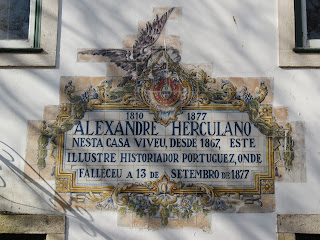 1810 1877
ALEXANDRE HERCULANO
NESTA CASA VIVEU, DESDE 1867, ESTE
ILLUSTRE HISTORIADOR PORTUGUEZ, ONDE
FALLECEU A 13 DE SETEMBRO DE 1877